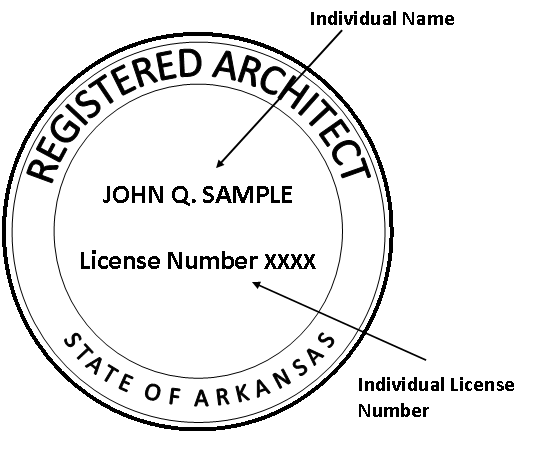 Individual Name
REGISTERED ARCHITECT
JOHN Q. SAMPLE
License Number XXXX
STATE OF ARKANSAS
Individual License
Number